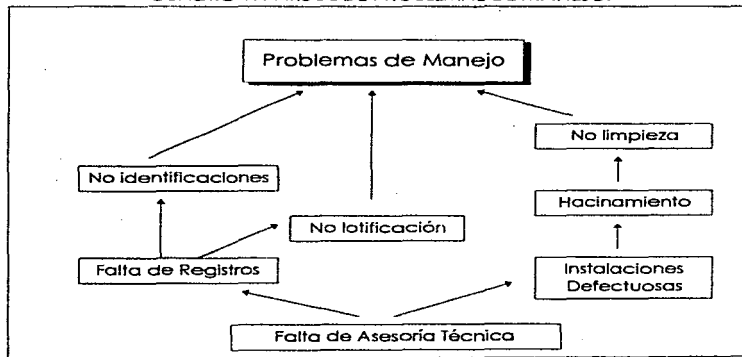 Problemas de Manejo
No limpieza
No identificaciones
Hacinamiento
No lotificación
Falta de Registros
Instalaciones
Defectuosas
Falta de Asesoría Técnica